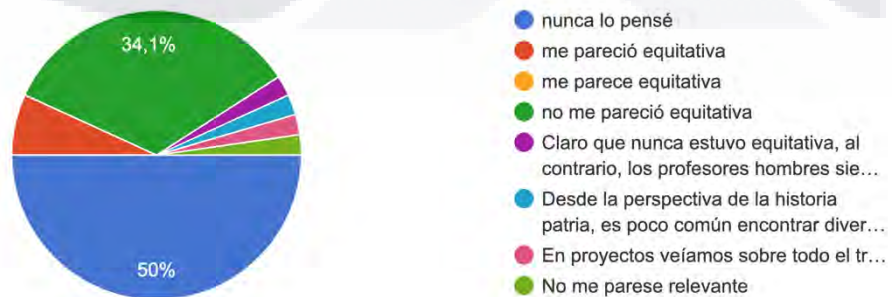 34,1%
50%
nunca lo pensé
me pareció equitativa
me parece equitativa
no me pareció equitativa
Claro que nunca estuvo equitativa, al
contrario, los profesores hombres sie…
Desde la perspectiva de la historia
patria, es poco común encontrar diver…
En proyectos veíamos sobre todo el tr…
No me parese relevante